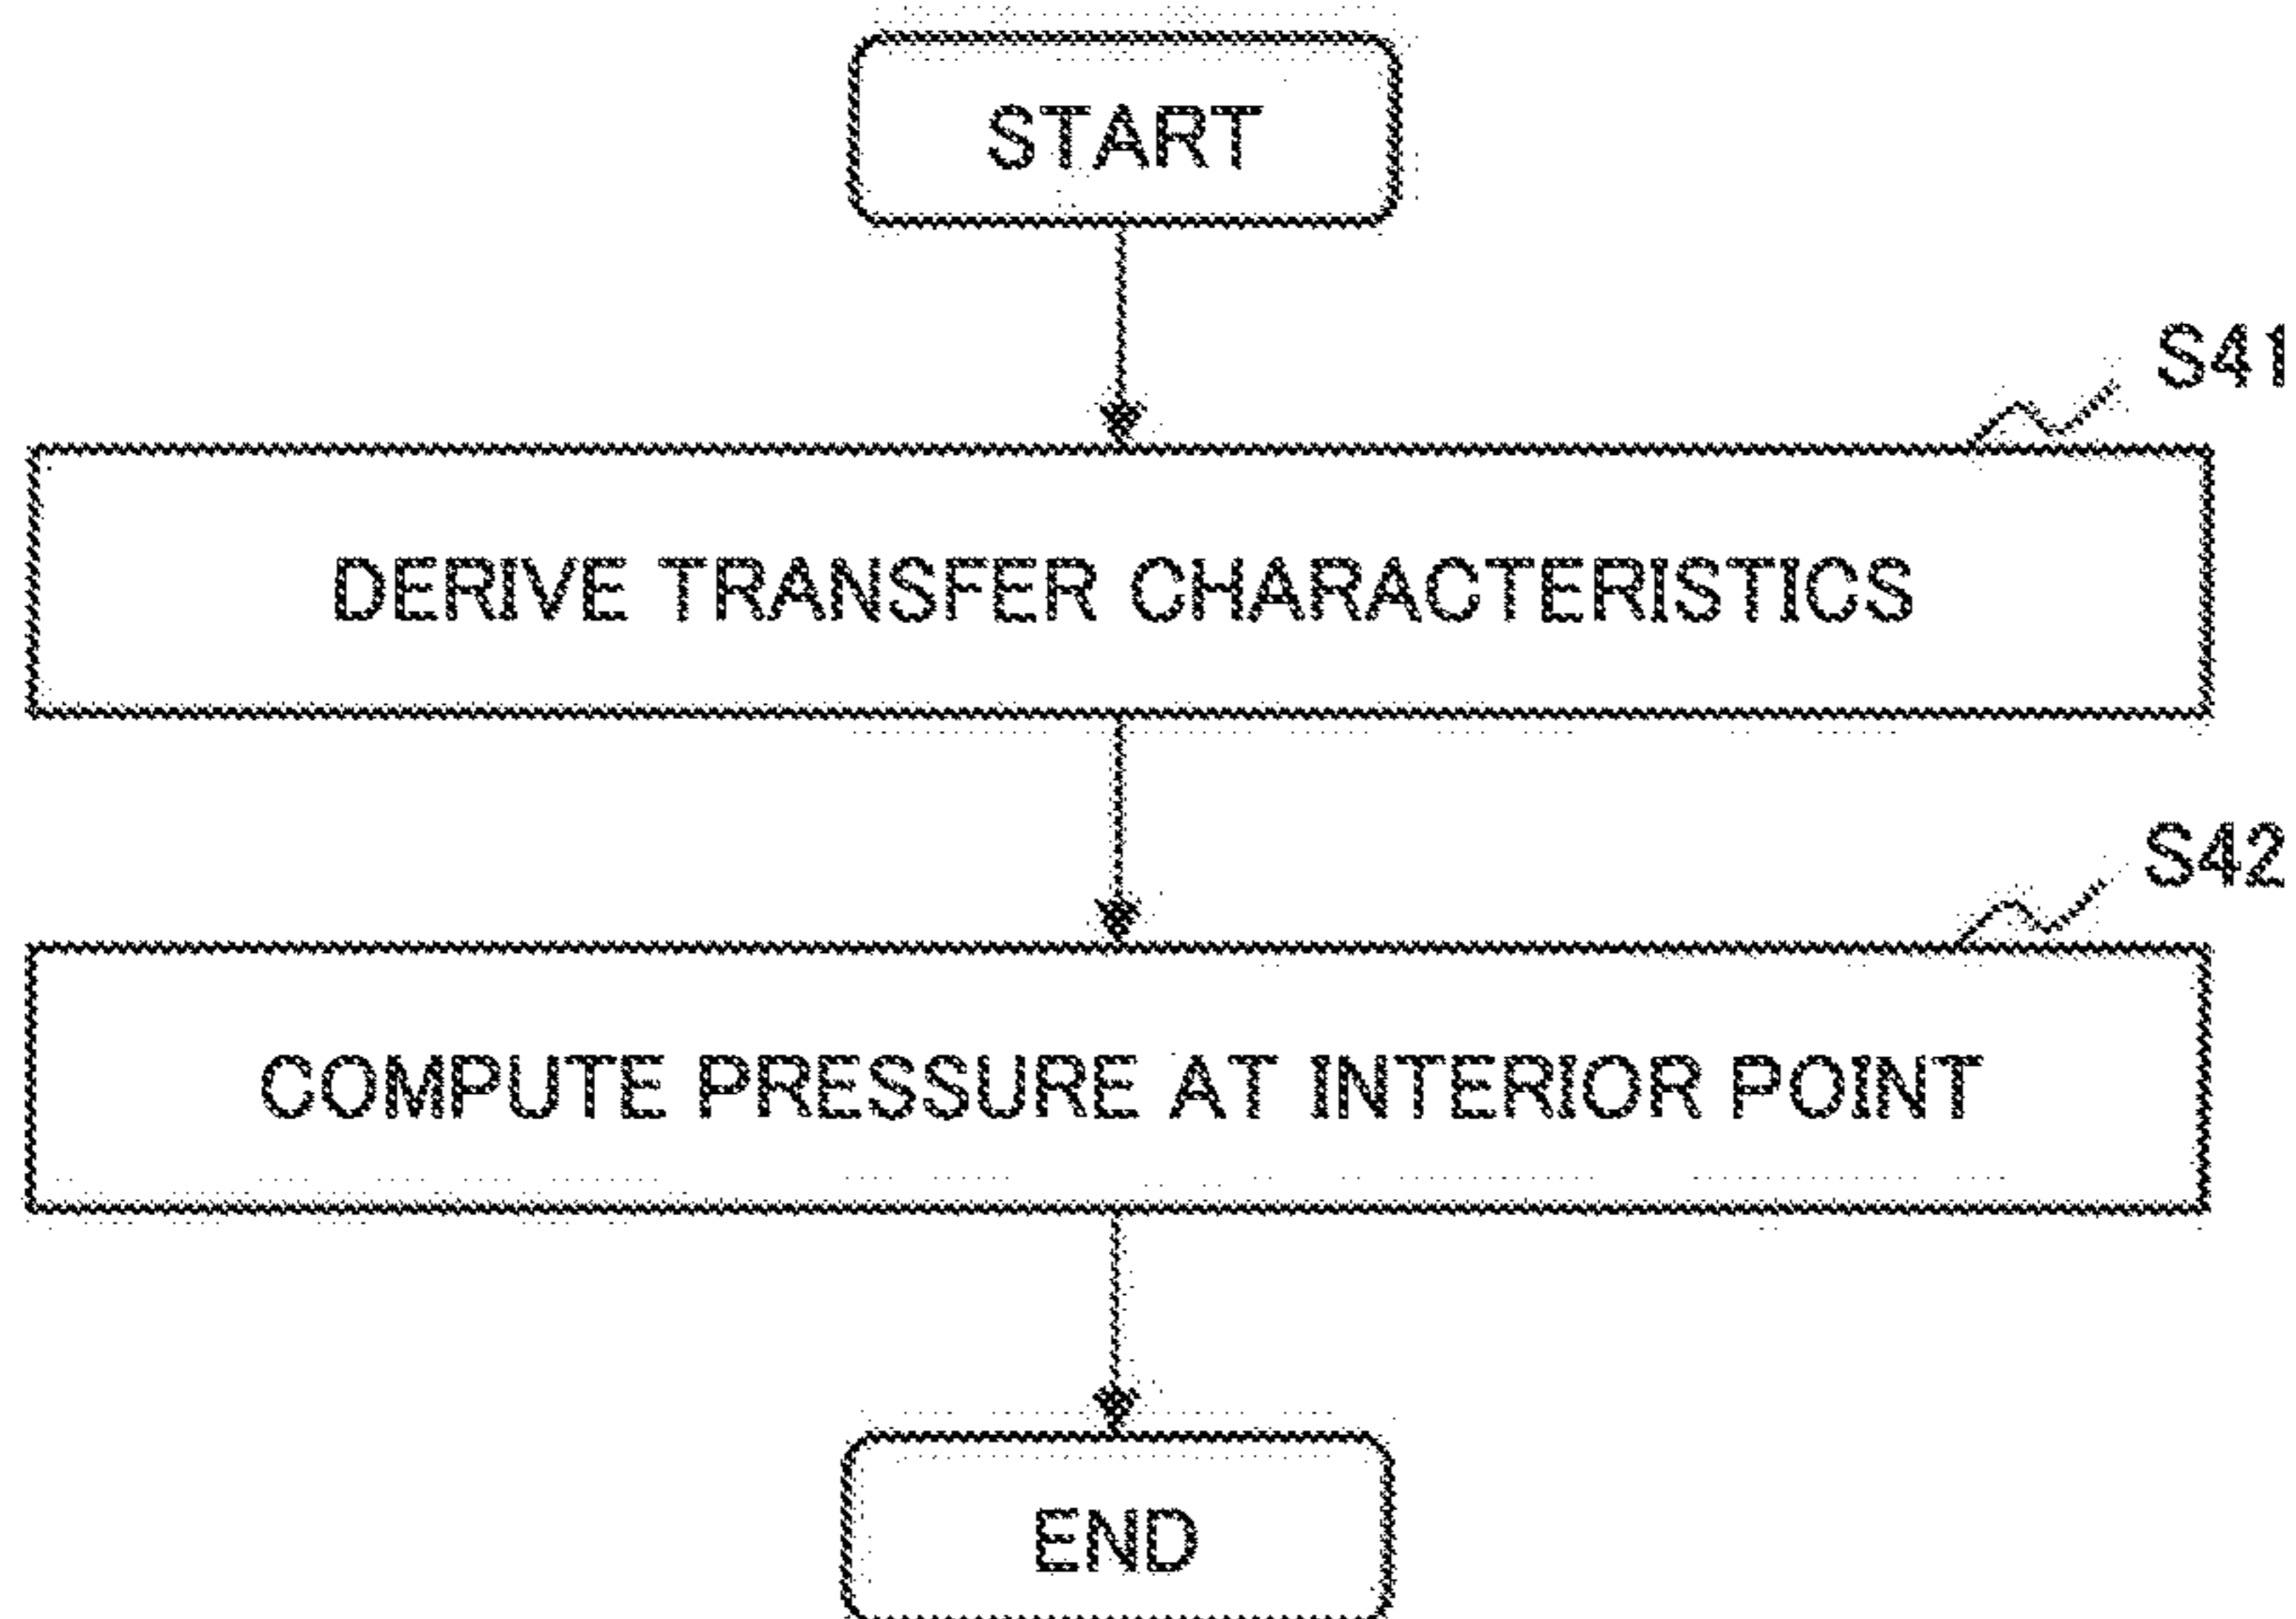 START
S41
DERIVE TRANSFER CHARACTERISTICS
S42
COMPUTE PRESSURE AT INTERIOR POINT
END